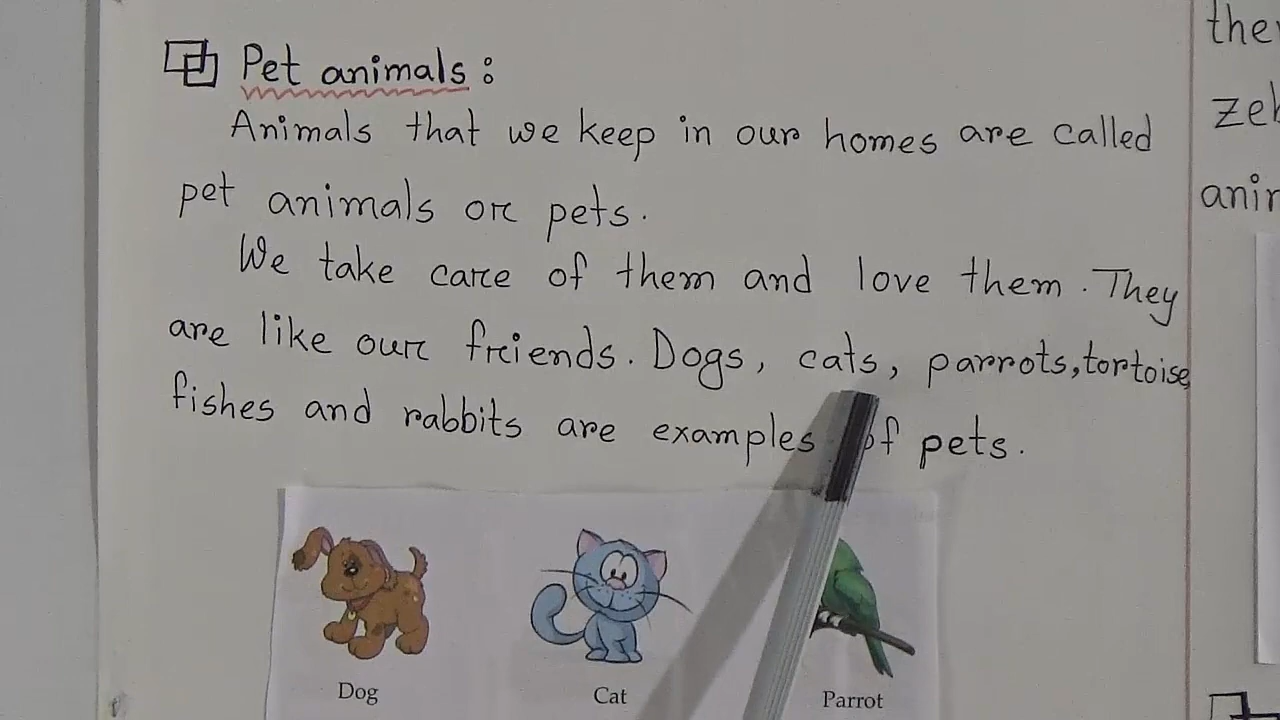 Pet animals:
Animals that we keep in our homes are called
pet animals or pets.
We take care of them and love them. They
are like our friends. Dogs, cats, parrots, tortoise
fishes and rabbits are examples of pets.
Dog
Cat
Parrot